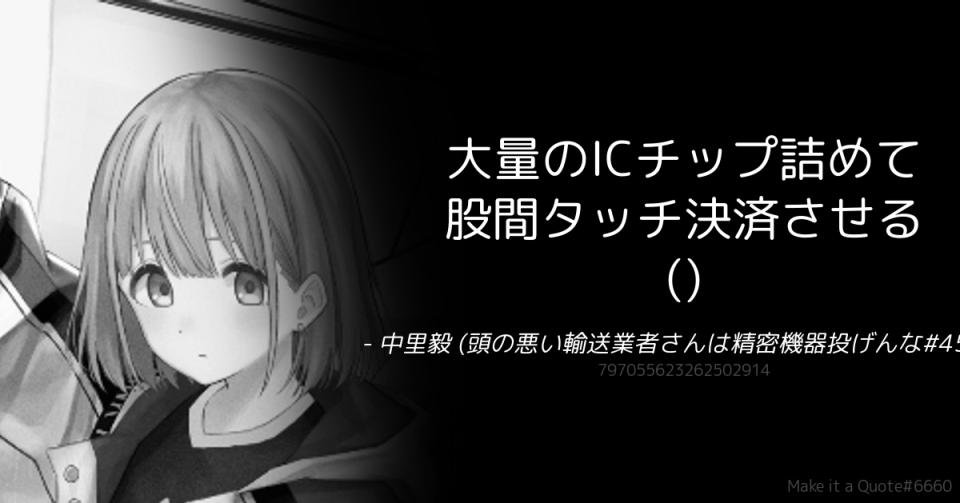 大量のICチップ詰めて
股間タッチ決済させる
()
- 中里毅 (頭の悪い輸送業者さんは精密機器投げんな#45
797055623262502914
Make it a Quote#6660